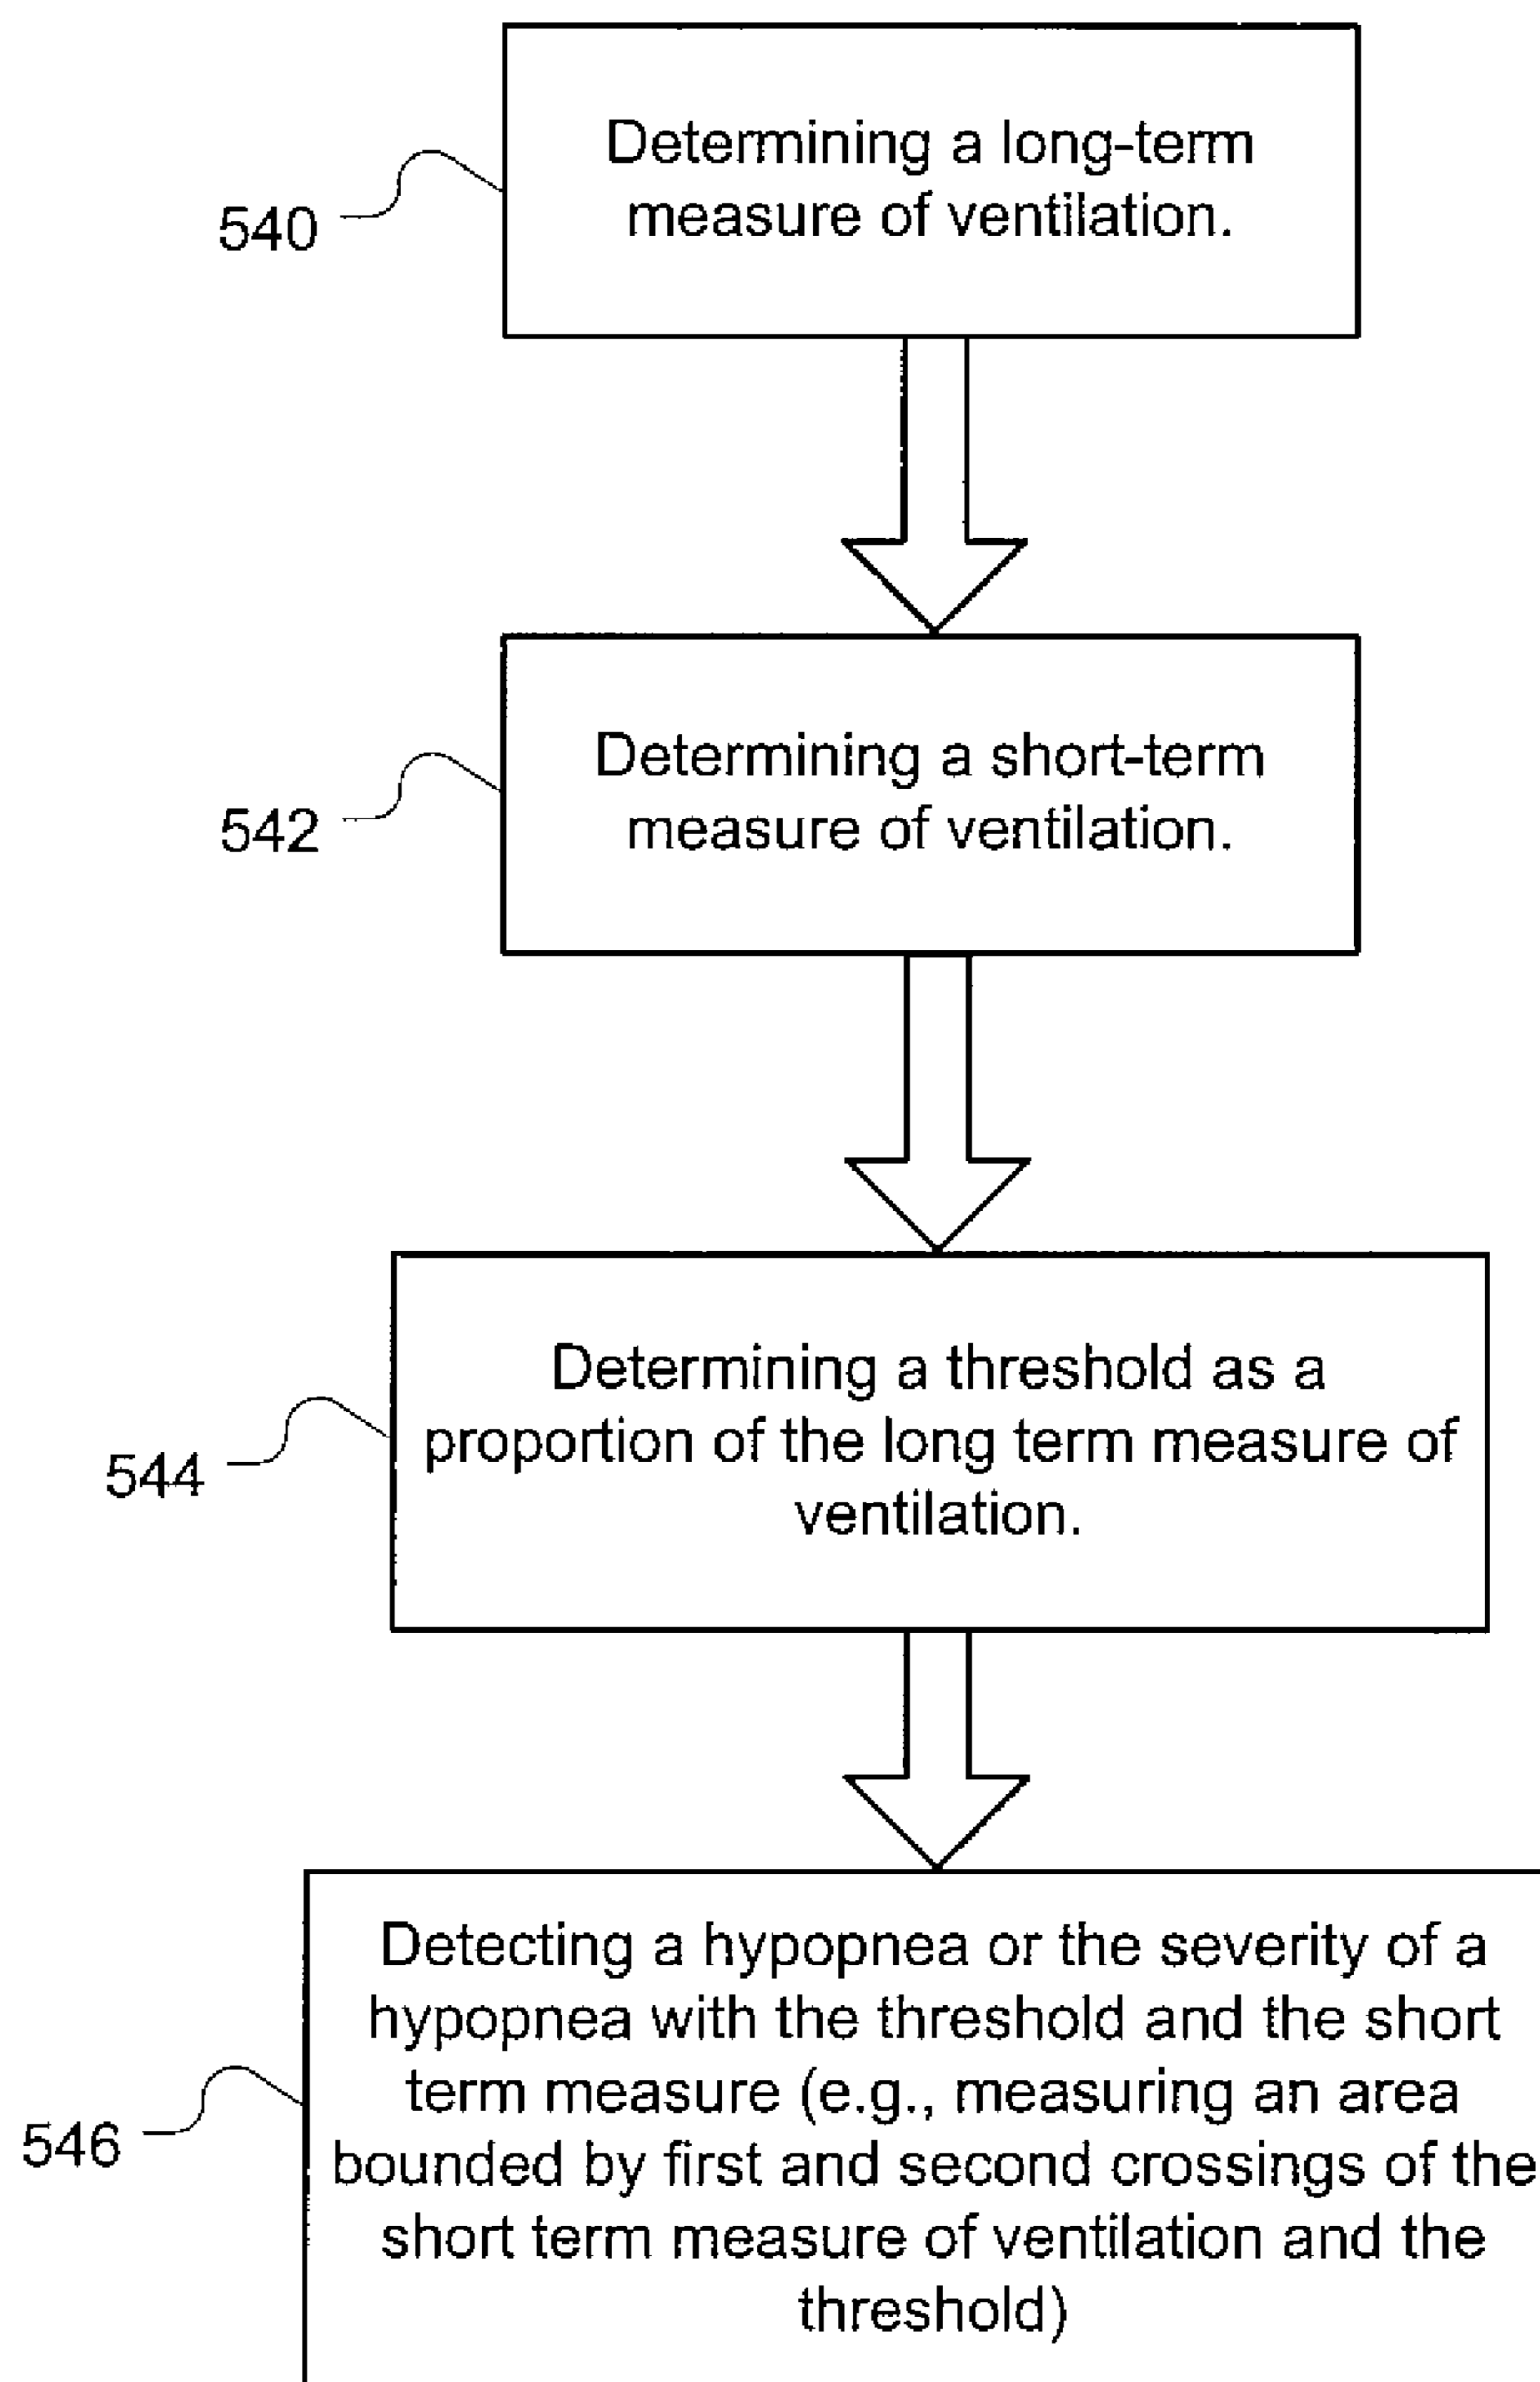 Determining a long-term
measure of ventilation.
540
Determining a short-term
measure of ventilation.
542
Determining a threshold as a
proportion of the long term measure of
ventilation.
544
Detecting a hypopnea or the severity of a
hypopnea with the threshold and the short
term measure (e.g., measuring an area
bounded by first and second crossings of the
short term measure of ventilation and the
threshold)
546